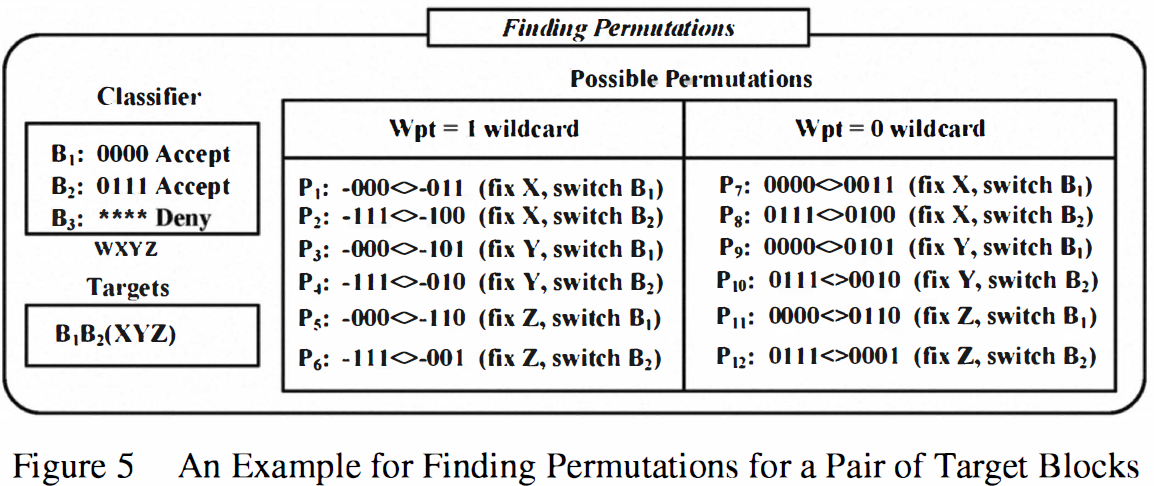 Finding Permutations
Classifier
B₁: 0000 Accept
B₂: 0111 Accept
B₃: **** Deny
WXYZ
Targets
B₁B₂(XYZ)
Possible Permutations
Wpt = 1 wildcard
P₁: -000<>-011 (fix X, switch B₁)
P₂: -111<>-100 (fix X, switch B₂)
P₃: -000<>-101 (fix Y, switch B₁)
P₄: -111<>-010 (fix Y, switch B₂)
P₅: -000<>-110 (fix Z, switch B₁)
P₆: -111<>-001 (fix Z, switch B₂)
Wpt = 0 wildcard
P₇: 0000<>0011 (fix X, switch B₁)
P₈: 0111<>0100 (fix X, switch B₂)
P₉: 0000<>0101 (fix Y, switch B₁)
P₁₀: 0111<>0010 (fix Y, switch B₂)
P₁₁: 0000<>0110 (fix Z, switch B₁)
P₁₂: 0111<>0001 (fix Z, switch B₂)
Figure 5 An Example for Finding Permutations for a Pair of Target Blocks